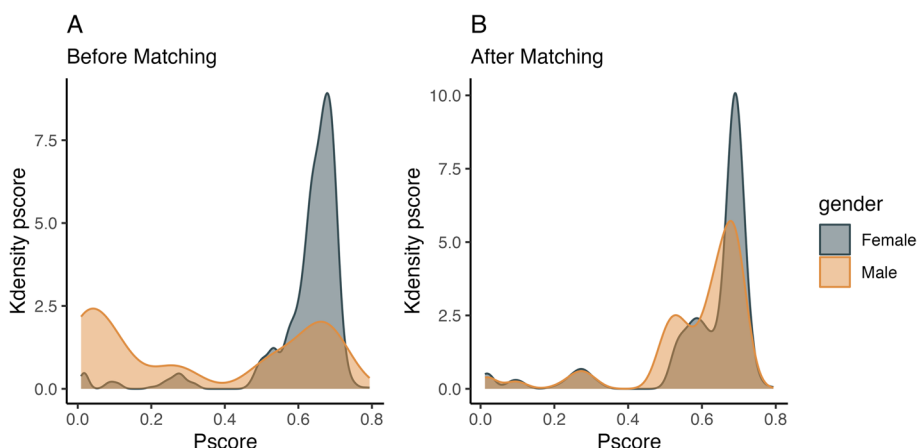 A
Before Matching
Kdensity pscore
7.5
5.0
2.5
0.0
0.0 0.2 0.4 0.6 0.8
Pscore
B
After Matching
Kdensity pscore
10.0
7.5
5.0
2.5
0.0
0.0 0.2 0.4 0.6 0.8
Pscore
gender
Female
Male